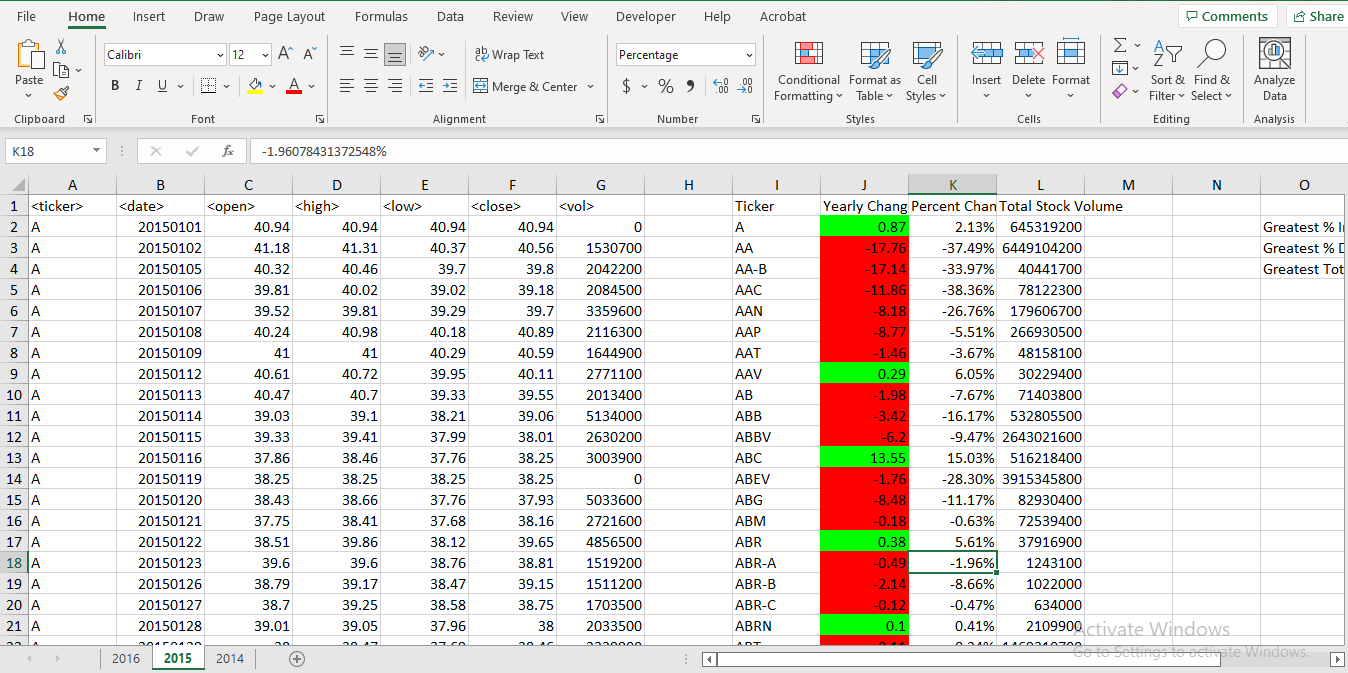 File Home Insert Draw Page Layout Formulas Data Review View Developer Help Acrobat Comments Share
Calibri 12 Wrap Text Percentage
Paste B I U Merge & Center $ % Conditional Formatting Format as Table Cell Styles Insert Delete Format Sort & Filter Find & Select Analyze Data
Clipboard Font Alignment Number Styles Cells Editing Analysis
K18 fx -1.96078431372548%
A B C D E F G H I J K L M N O
1 <ticker> <date> <open> <high> <low> <close> <vol> Ticker Yearly Chang Percent Chan Total Stock Volume
2 A 20150101 40.94 40.94 40.94 40.94 0 A 0.87 2.13% 645319200 Greatest % I
3 A 20150102 41.18 41.31 40.37 40.56 1530700 AA -17.76 -37.49% 6449104200 Greatest % D
4 A 20150105 40.32 40.46 39.7 39.8 2042200 AA-B -17.14 -33.97% 40441700 Greatest Tot
5 A 20150106 39.81 40.02 39.02 39.18 2084500 AAC -11.86 -38.36% 78122300
6 A 20150107 39.52 39.81 39.29 39.7 3359600 AAN -8.18 -26.76% 179606700
7 A 20150108 40.24 40.98 40.18 40.89 2116300 AAP -8.77 -5.51% 266930500
8 A 20150109 41 41 40.29 40.59 1644900 AAT -1.46 -3.67% 48158100
9 A 20150112 40.61 40.72 39.95 40.11 2771100 AAV 0.29 6.05% 30229400
10 A 20150113 40.47 40.7 39.33 39.55 2013400 AB -1.98 -7.67% 71403800
11 A 20150114 39.03 39.1 38.21 39.06 5134000 ABB -3.42 -16.17% 532805500
12 A 20150115 39.33 39.41 37.99 38.01 2630200 ABBV -6.2 -9.47% 2643021600
13 A 20150116 37.86 38.46 37.76 38.25 3003900 ABC 13.55 15.03% 516218400
14 A 20150119 38.25 38.25 38.25 38.25 0 ABEV -1.76 -28.30% 3915345800
15 A 20150120 38.43 38.66 37.76 37.93 5033600 ABG -8.48 -11.17% 82930400
16 A 20150121 37.75 38.41 37.68 38.16 2721600 ABM -0.18 -0.63% 72539400
17 A 20150122 38.51 39.86 38.12 39.65 4856500 ABR 0.38 5.61% 37916900
18 A 20150123 39.6 39.6 38.76 38.81 1519200 ABR-A -0.49 -1.96% 1243100
19 A 20150126 38.79 39.17 38.47 39.15 1511200 ABR-B -2.14 -8.66% 1022000
20 A 20150127 38.7 39.25 38.58 38.75 1703500 ABR-C -0.12 -0.47% 634000
21 A 20150128 39.01 39.05 37.96 38 2033500 ABRN 0.1 0.41% 2109900
Activate Windows
Go to Settings to activate Windows.
2016 2015 2014